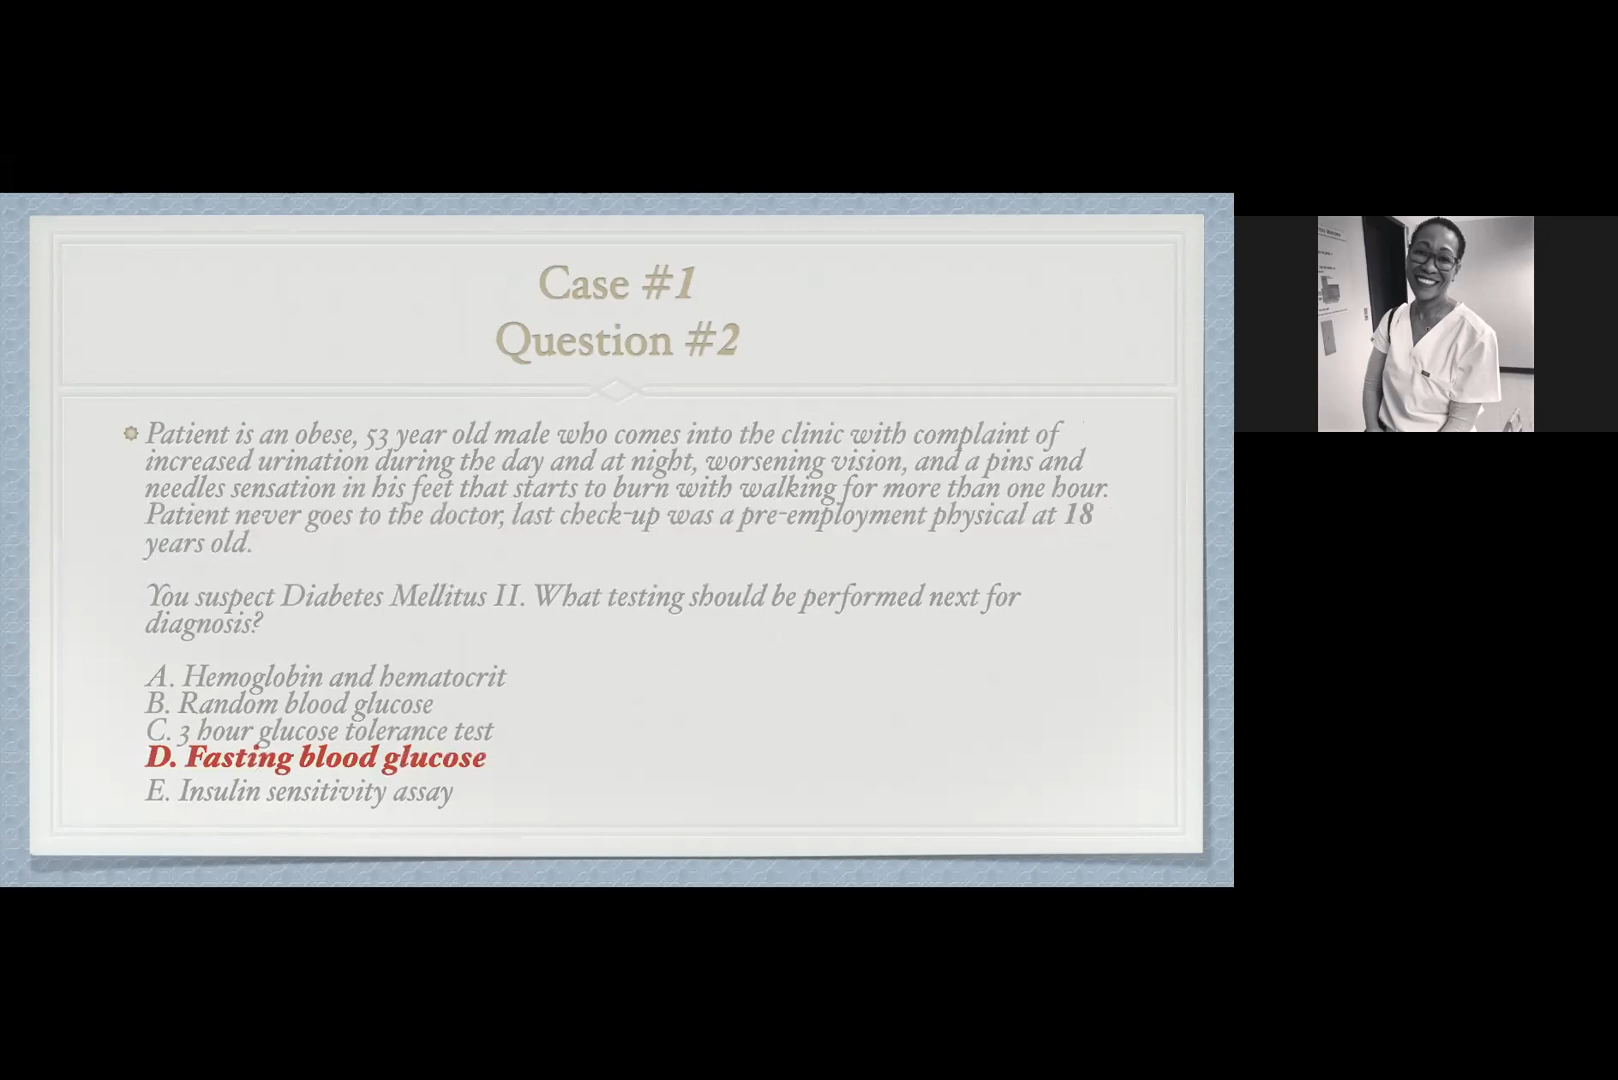 Case #1
Question #2
Patient is an obese, 53 year old male who comes into the clinic with complaint of
increased urination during the day and at night, worsening vision, and a pins and
needles sensation in his feet that starts to burn with walking for more than one hour.
Patient never goes to the doctor, last check-up was a pre-employment physical at 18
years old.
You suspect Diabetes Mellitus II. What testing should be performed next for
diagnosis?
A. Hemoglobin and hematocrit
B. Random blood glucose
C. 3 hour glucose tolerance test
D. Fasting blood glucose
E. Insulin sensitivity assay